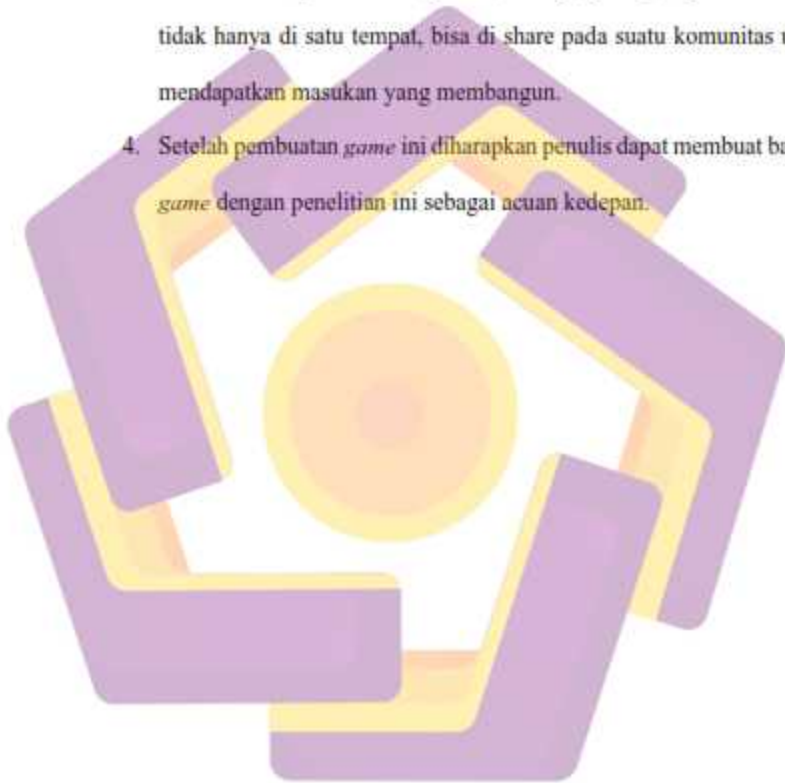 tidak hanya di satu tempat, bisa di share pada suatu komunitas
mendapatkan masukan yang membangun.
4. Setelah pembuatan game ini diharapkan penulis dapat membuat
game dengan penelitian ini sebagai acuan kedepan.